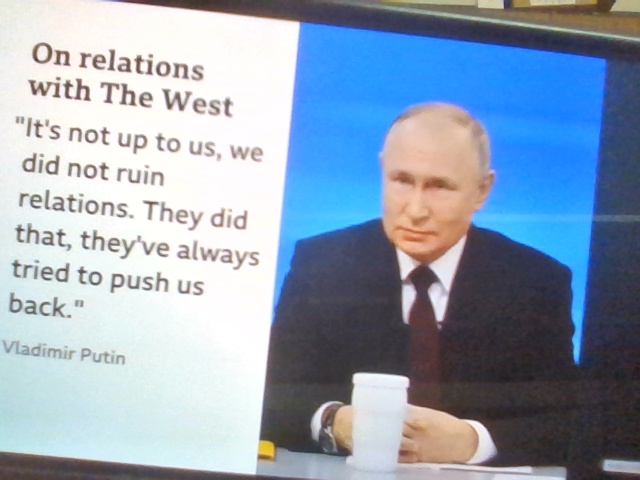 On relations
with The West
"It's not up to us, we
did not ruin
relations. They did
that, they've always
tried to push us
back."
Vladimir Putin